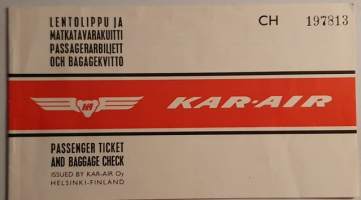 LENTOLIPPU JA
MATKATAVARAKUITTI
PASSAGERARBILJETT
OCH BAGAGEKVITTO
CH 197813
KAR-AIR
PASSENGER TICKET
AND BAGGAGE CHECK
ISSUED BY KAR-AIR Oy
HELSINKI-FINLAND